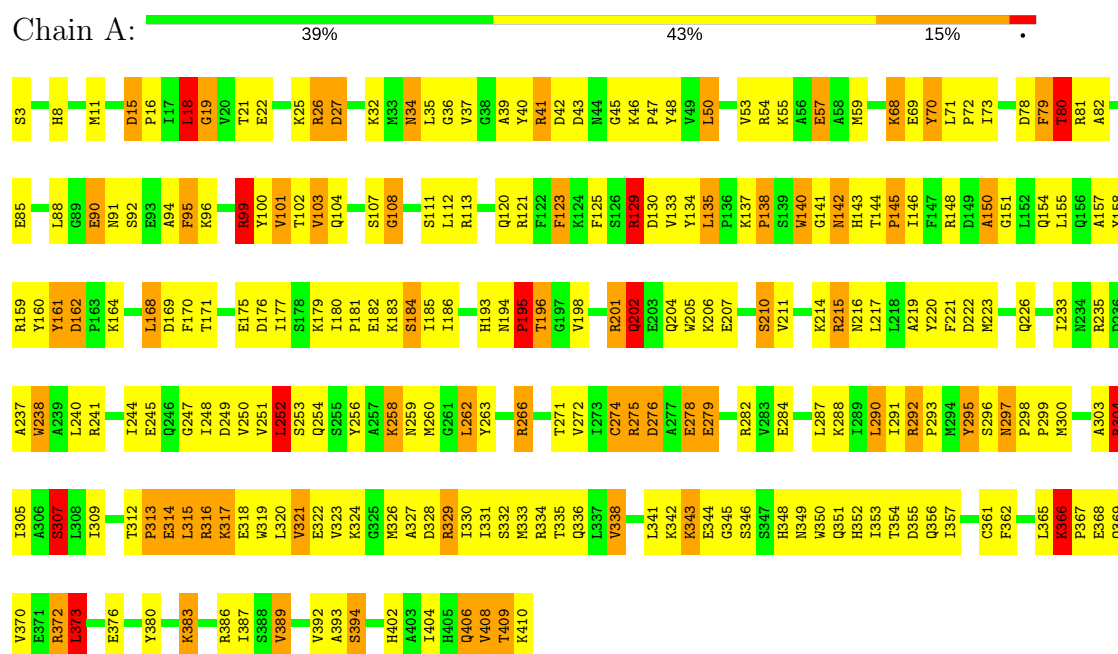 Chain A:
39% 43% 15% •
S3 H8 M11 D15 P16 I17 L18 G19 V20 T21 E22 K25 R26 D27 K32 M33 N34 L35 G36 V37 G38 A39 Y40 R41 D42 D43 N44 G45 K46 P47 Y48 V49 L50 V53 R54 K55 A56 E57 A58 M59 K68 E69 Y70 L71 P72 I73 D78 F79 T80 R81 A82
E85 L88 G89 E90 N91 S92 E93 A94 F95 K96 R99 Y100 V101 T102 V103 Q104 S107 G108 S111 L112 R113 Q120 R121 F122 F123 K124 F125 S126 R129 D130 V133 Y134 L135 P136 K137 P138 S139 W140 G141 N142 H143 T144 P145 I146 F147 R148 D149 A150 G151 L152 Q154 L155 Q156 A157 Y158
R159 Y160 Y161 D162 P163 K164 L168 D169 F170 T171 E175 D176 I177 S178 K179 I180 P181 E182 K183 S184 I185 I186 H193 N194 P195 T196 G197 V198 R201 Q202 E203 Q204 W205 K206 E207 S210 V211 K214 R215 N216 L217 L218 A219 Y220 F221 D222 M223 Q226 I233 N234 R235 D236
A237 W238 A239 L240 R241 I244 E245 Q246 G247 I248 D249 V250 V251 L252 S253 Q254 S255 Y256 A257 K258 N259 M260 G261 L262 Y263 R266 T271 V272 I273 C274 R275 D276 A277 E278 E279 R282 V283 E284 L287 K288 I289 L290 I291 R292 P293 M294 Y295 S296 N297 P298 P299 M300 A303 R304
I305 A306 S307 L308 I309 T312 P313 E314 L315 R316 K317 E318 W319 L320 V321 E322 V323 K324 G325 M326 A327 D328 R329 I330 I331 S332 M333 R334 T335 Q336 L337 V338 L341 K342 K343 E344 G345 S346 S347 H348 N349 W350 Q351 H352 I353 T354 D355 Q356 I357 C361 F362 L365 K366 P367 E368 Q369
V370 E371 R372 L373 E376 Y380 K383 R386 I387 S388 V389 V392 A393 S394 H402 A403 I404 H405 Q406 V408 T409 K410